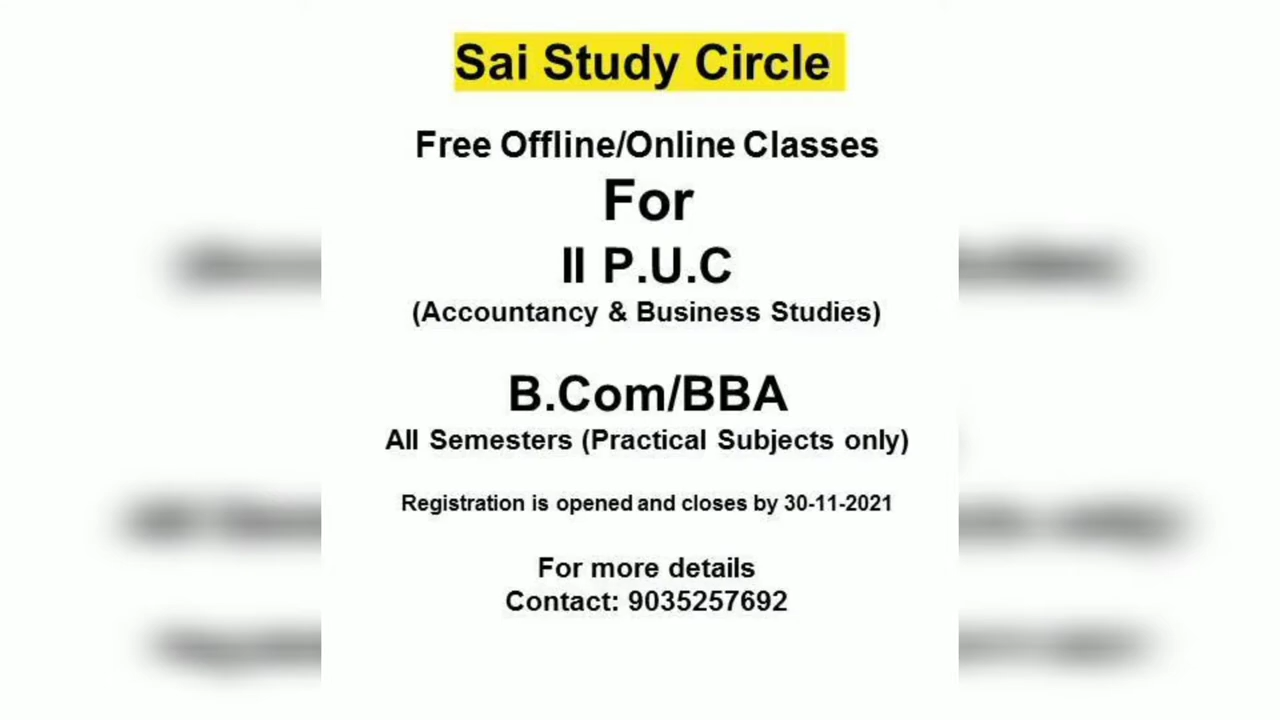 Sai Study Circle
Free Offline/Online Classes
For
II P.U.C
(Accountancy & Business Studies)
B.Com/BBA
All Semesters (Practical Subjects only)
Registration is opened and closes by 30-11-2021
For more details
Contact: 9035257692